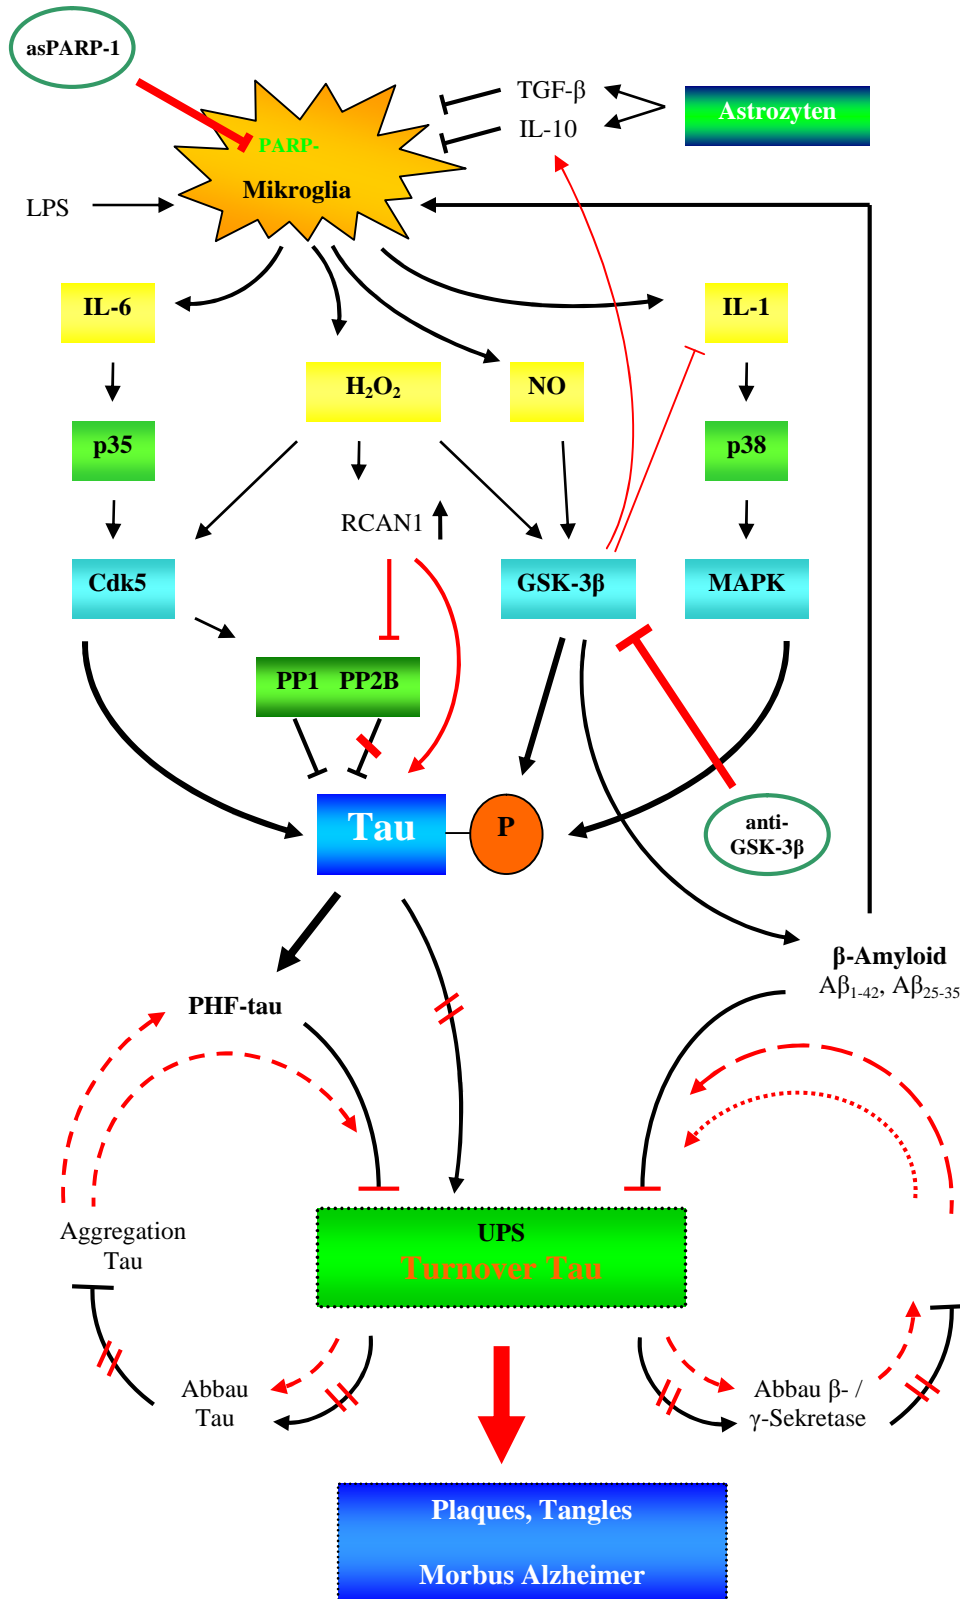 asPARP-1
TGF-β
IL-10
Astrozyten
PARP-
Mikroglia
LPS
IL-6
IL-1
H₂O₂
NO
p35
p38
RCAN1
Cdk5
GSK-3β
MAPK
PP1 PP2B
Tau
P
anti-
GSK-3β
β-Amyloid
Aβ₁₋₄₂, Aβ₂₅₋₃₅
PHF-tau
Aggregation
Tau
UPS
Turnover Tau
Abbau
Tau
Abbau β- /
γ-Sekretase
Plaques, Tangles
Morbus Alzheimer